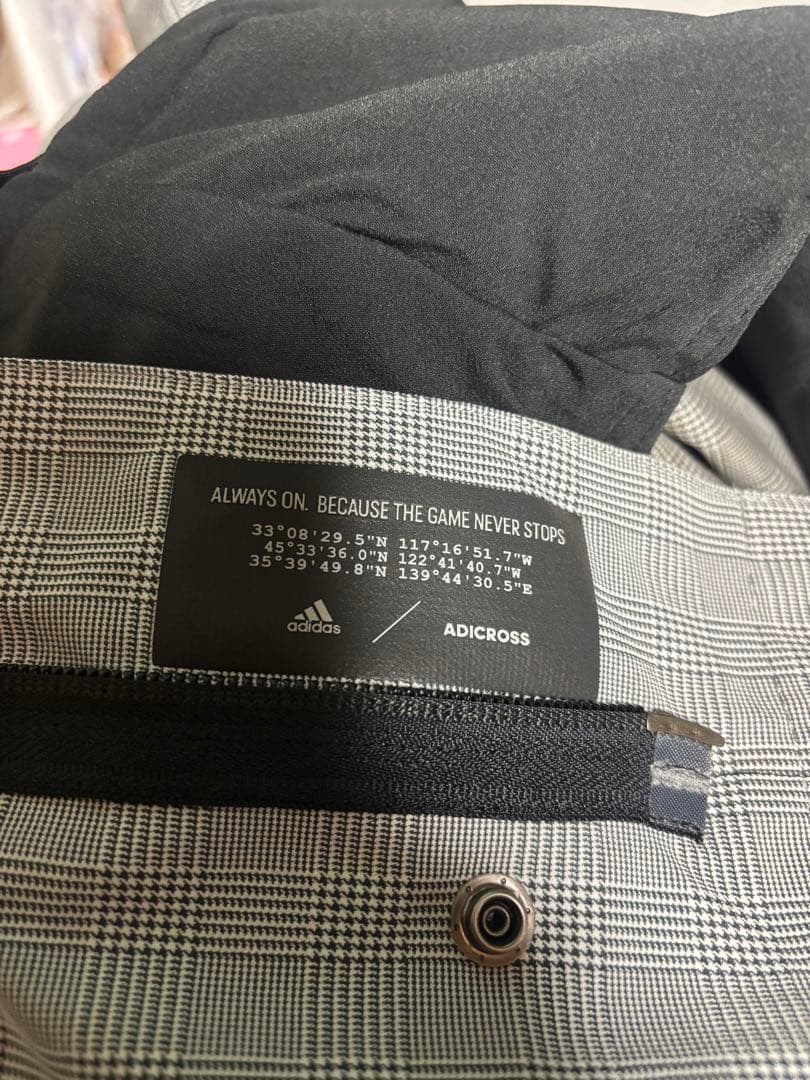 ALWAYS ON. BECAUSE THE GAME NEVER STOPS
33°08'29.5"N 117°16'51.7"W
45°33'36.0"N 122°41'40.7"W
35°39'49.8"N 139°44'30.5"E
adidas / ADICROSS